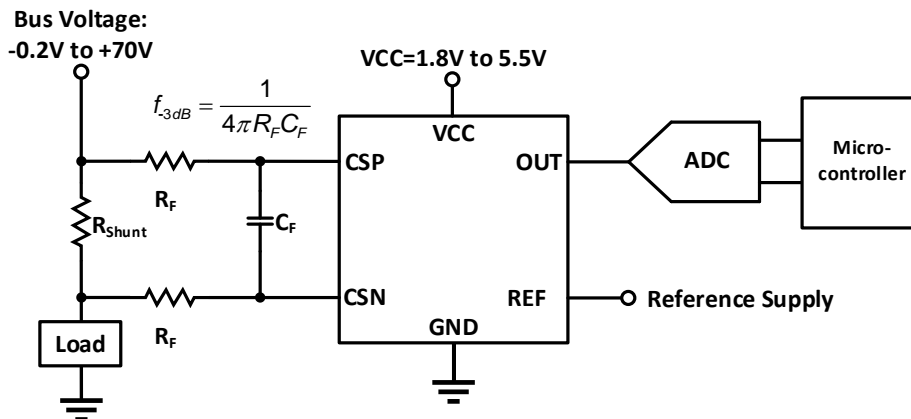 Bus Voltage:
-0.2V to +70V
VCC=1.8V to 5.5V
f-3dB = 1 / 4πRFCF
VCC
CSP
OUT
ADC
Micro-
controller
RF
RShunt
CF
CSN
REF
Reference Supply
GND
RF
Load